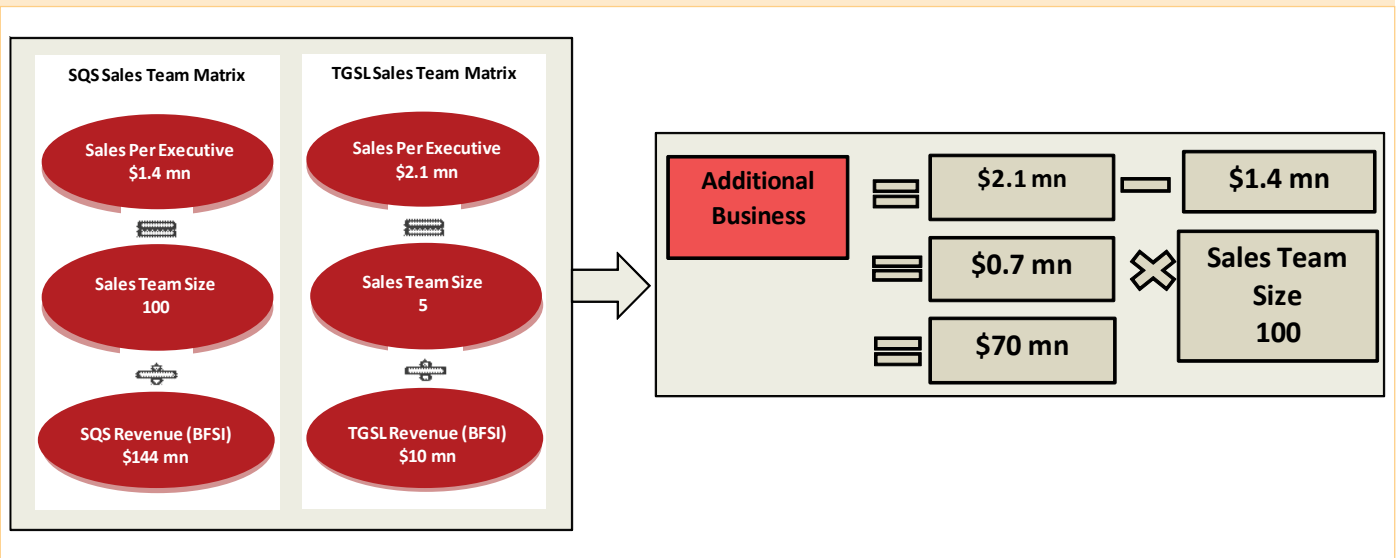 SQS Sales Team Matrix
Sales Per Executive
$1.4 mn
Sales Team Size
100
SQS Revenue (BFSI)
$144 mn
TGSL Sales Team Matrix
Sales Per Executive
$2.1 mn
Sales Team Size
5
TGSL Revenue (BFSI)
$10 mn
Additional
Business
$2.1 mn
$1.4 mn
$0.7 mn
Sales Team
Size
100
$70 mn